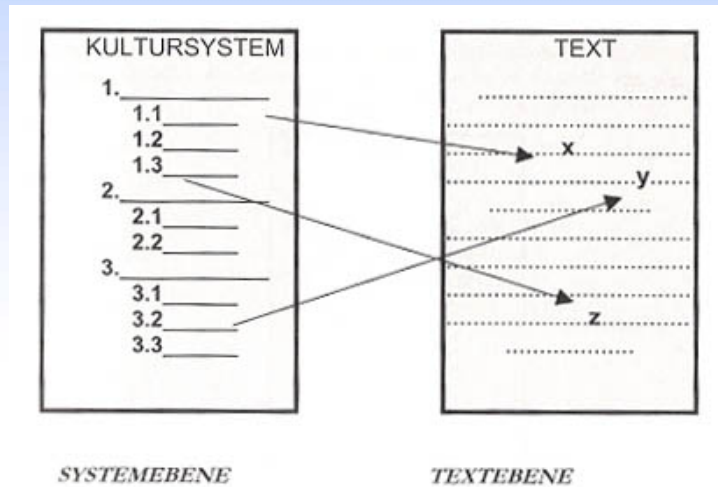 KULTURSYSTEM
1.
1.1
1.2
1.3
2.
2.1
2.2
3.
3.1
3.2
3.3
TEXT
x
y
z
SYSTEMEBENE
TEXTEBENE